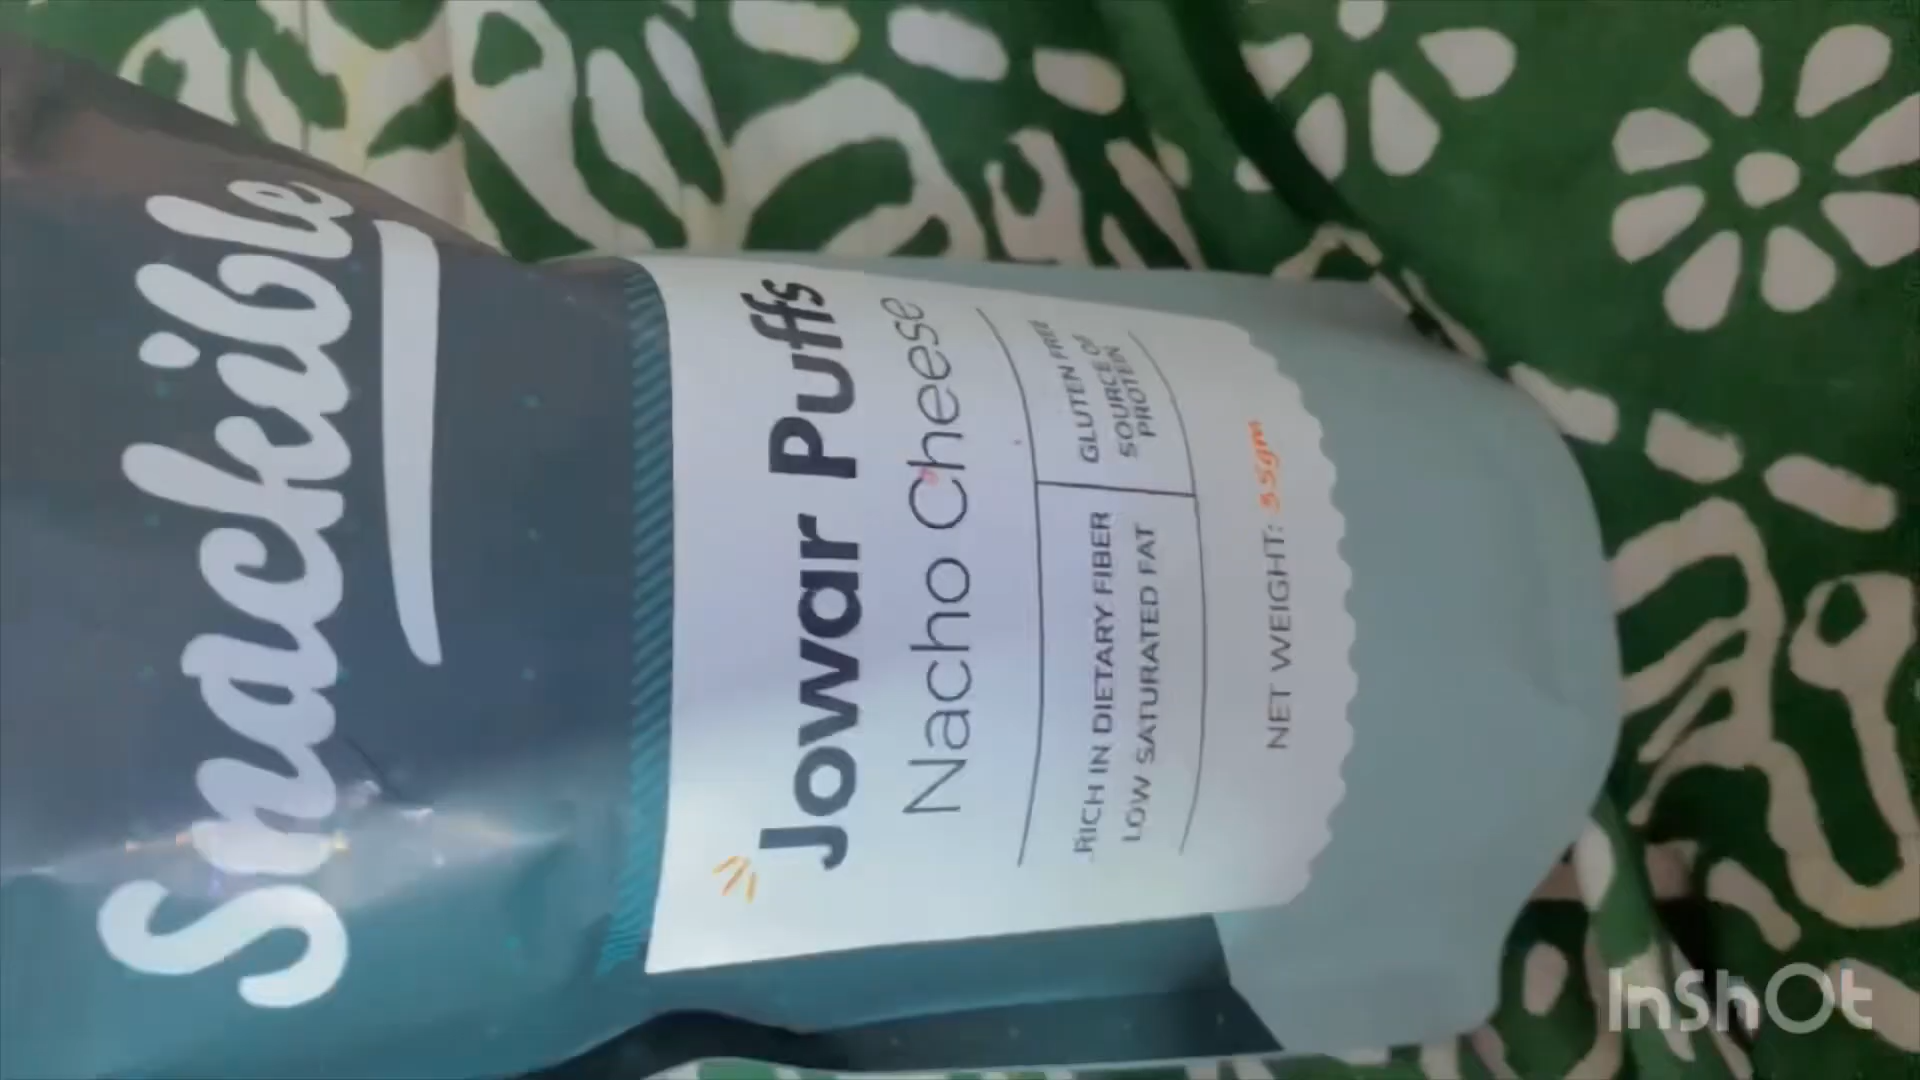 Snackible
Jowar Puffs
Nacho Cheese
RICH IN DIETARY FIBER
LOW SATURATED FAT
GLUTEN FREE
SOURCE OF
PROTEIN
NET WEIGHT: 35gm
InShOt